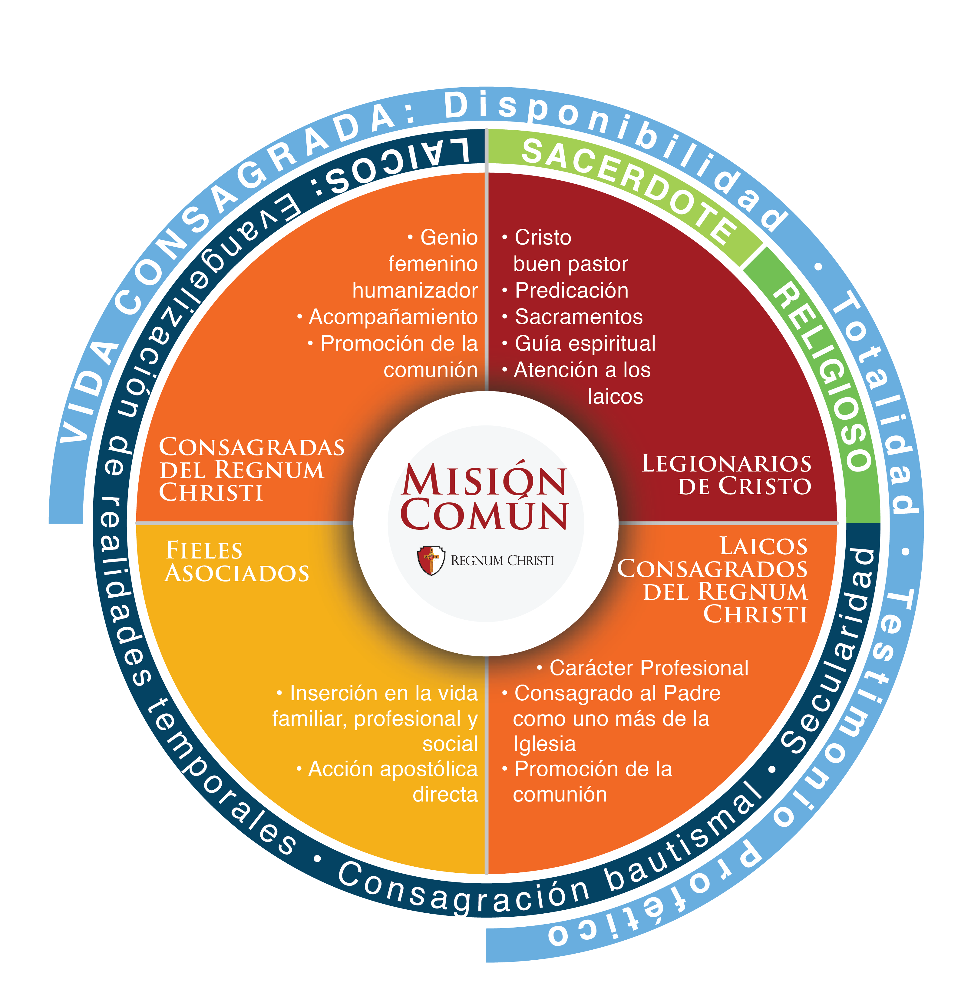 VIDA CONSAGRADA: Disponibilidad • Totalidad • Testimonio Profético
LAICOS: Evangelización de realidades temporales • Consagración bautismal • Secularidad
SACERDOTE
RELIGIOSO
• Genio
femenino
humanizador
• Acompañamiento
• Promoción de la
comunión
CONSAGRADAS
DEL REGNUM
CHRISTI
• Cristo
buen pastor
• Predicación
• Sacramentos
• Guía espiritual
• Atención a los
laicos
LEGIONARIOS
DE CRISTO
MISIÓN
COMÚN
REGNUM CHRISTI
FIELES
ASOCIADOS
• Inserción en la vida
familiar, profesional y
social
• Acción apostólica
directa
LAICOS
CONSAGRADOS
DEL REGNUM
CHRISTI
• Carácter Profesional
• Consagrado al Padre
como uno más de la
Iglesia
• Promoción de la
comunión